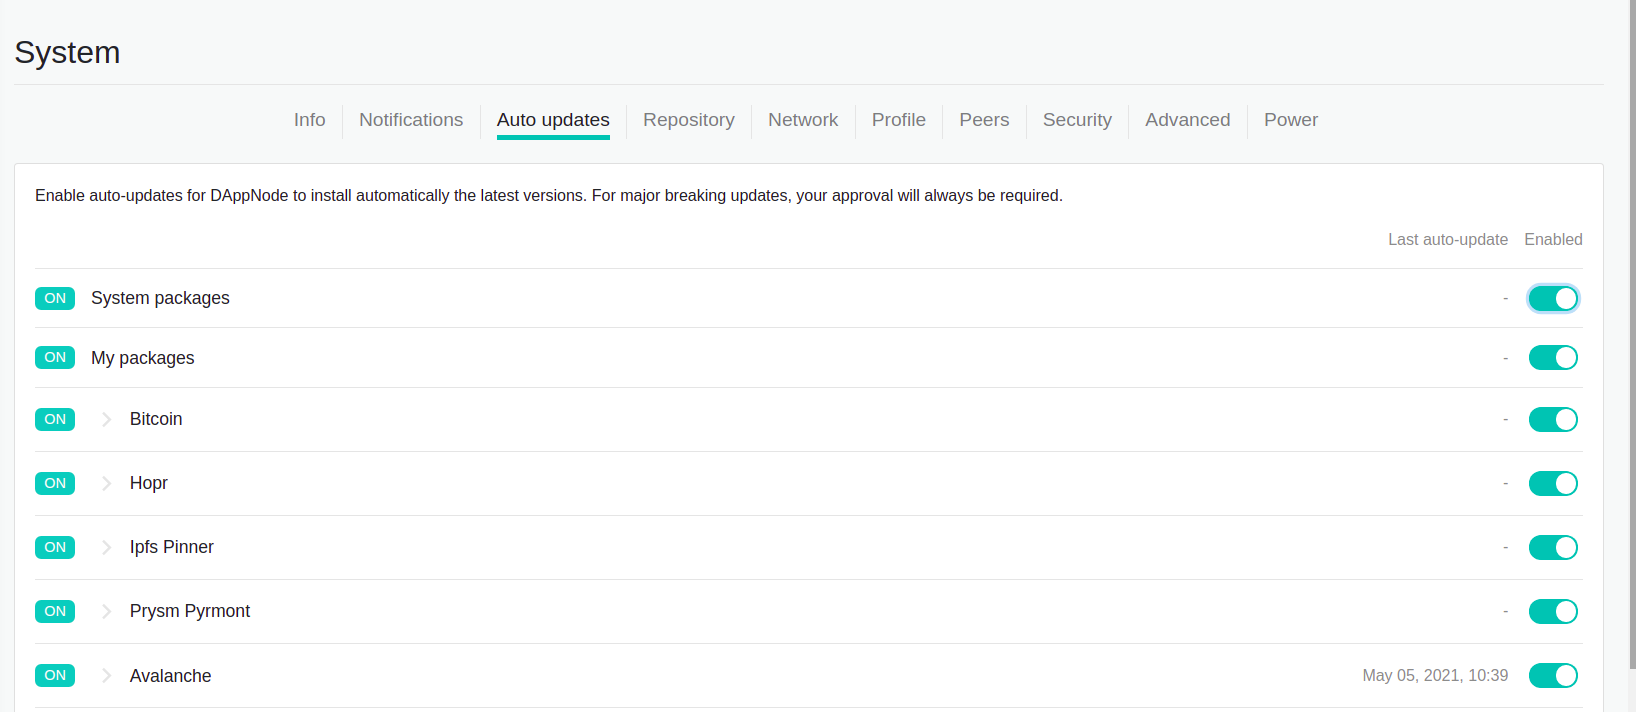 System
Info Notifications Auto updates Repository Network Profile Peers Security Advanced Power
Enable auto-updates for DAppNode to install automatically the latest versions. For major breaking updates, your approval will always be required.
Last auto-update Enabled
ON System packages -
ON My packages -
ON Bitcoin -
ON Hopr -
ON Ipfs Pinner -
ON Prysm Pyrmont -
ON Avalanche May 05, 2021, 10:39